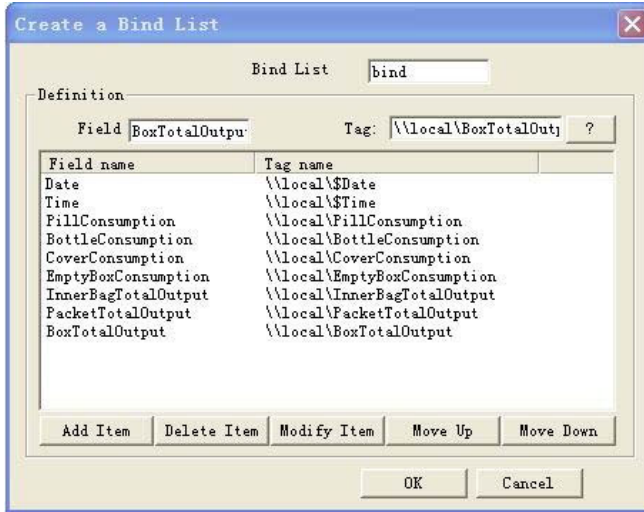 Create a Bind List
Bind List bind
Definition
Field BoxTotalOutpu Tag: \\local\BoxTotalOut ?
Field name Tag name
Date \\local\$Date
Time \\local\$Time
PillConsumption \\local\PillConsumption
BottleConsumption \\local\BottleConsumption
CoverConsumption \\local\CoverConsumption
EmptyBoxConsumption \\local\EmptyBoxConsumption
InnerBagTotalOutput \\local\InnerBagTotalOutput
PacketTotalOutput \\local\PacketTotalOutput
BoxTotalOutput \\local\BoxTotalOutput
Add Item Delete Item Modify Item Move Up Move Down
OK Cancel